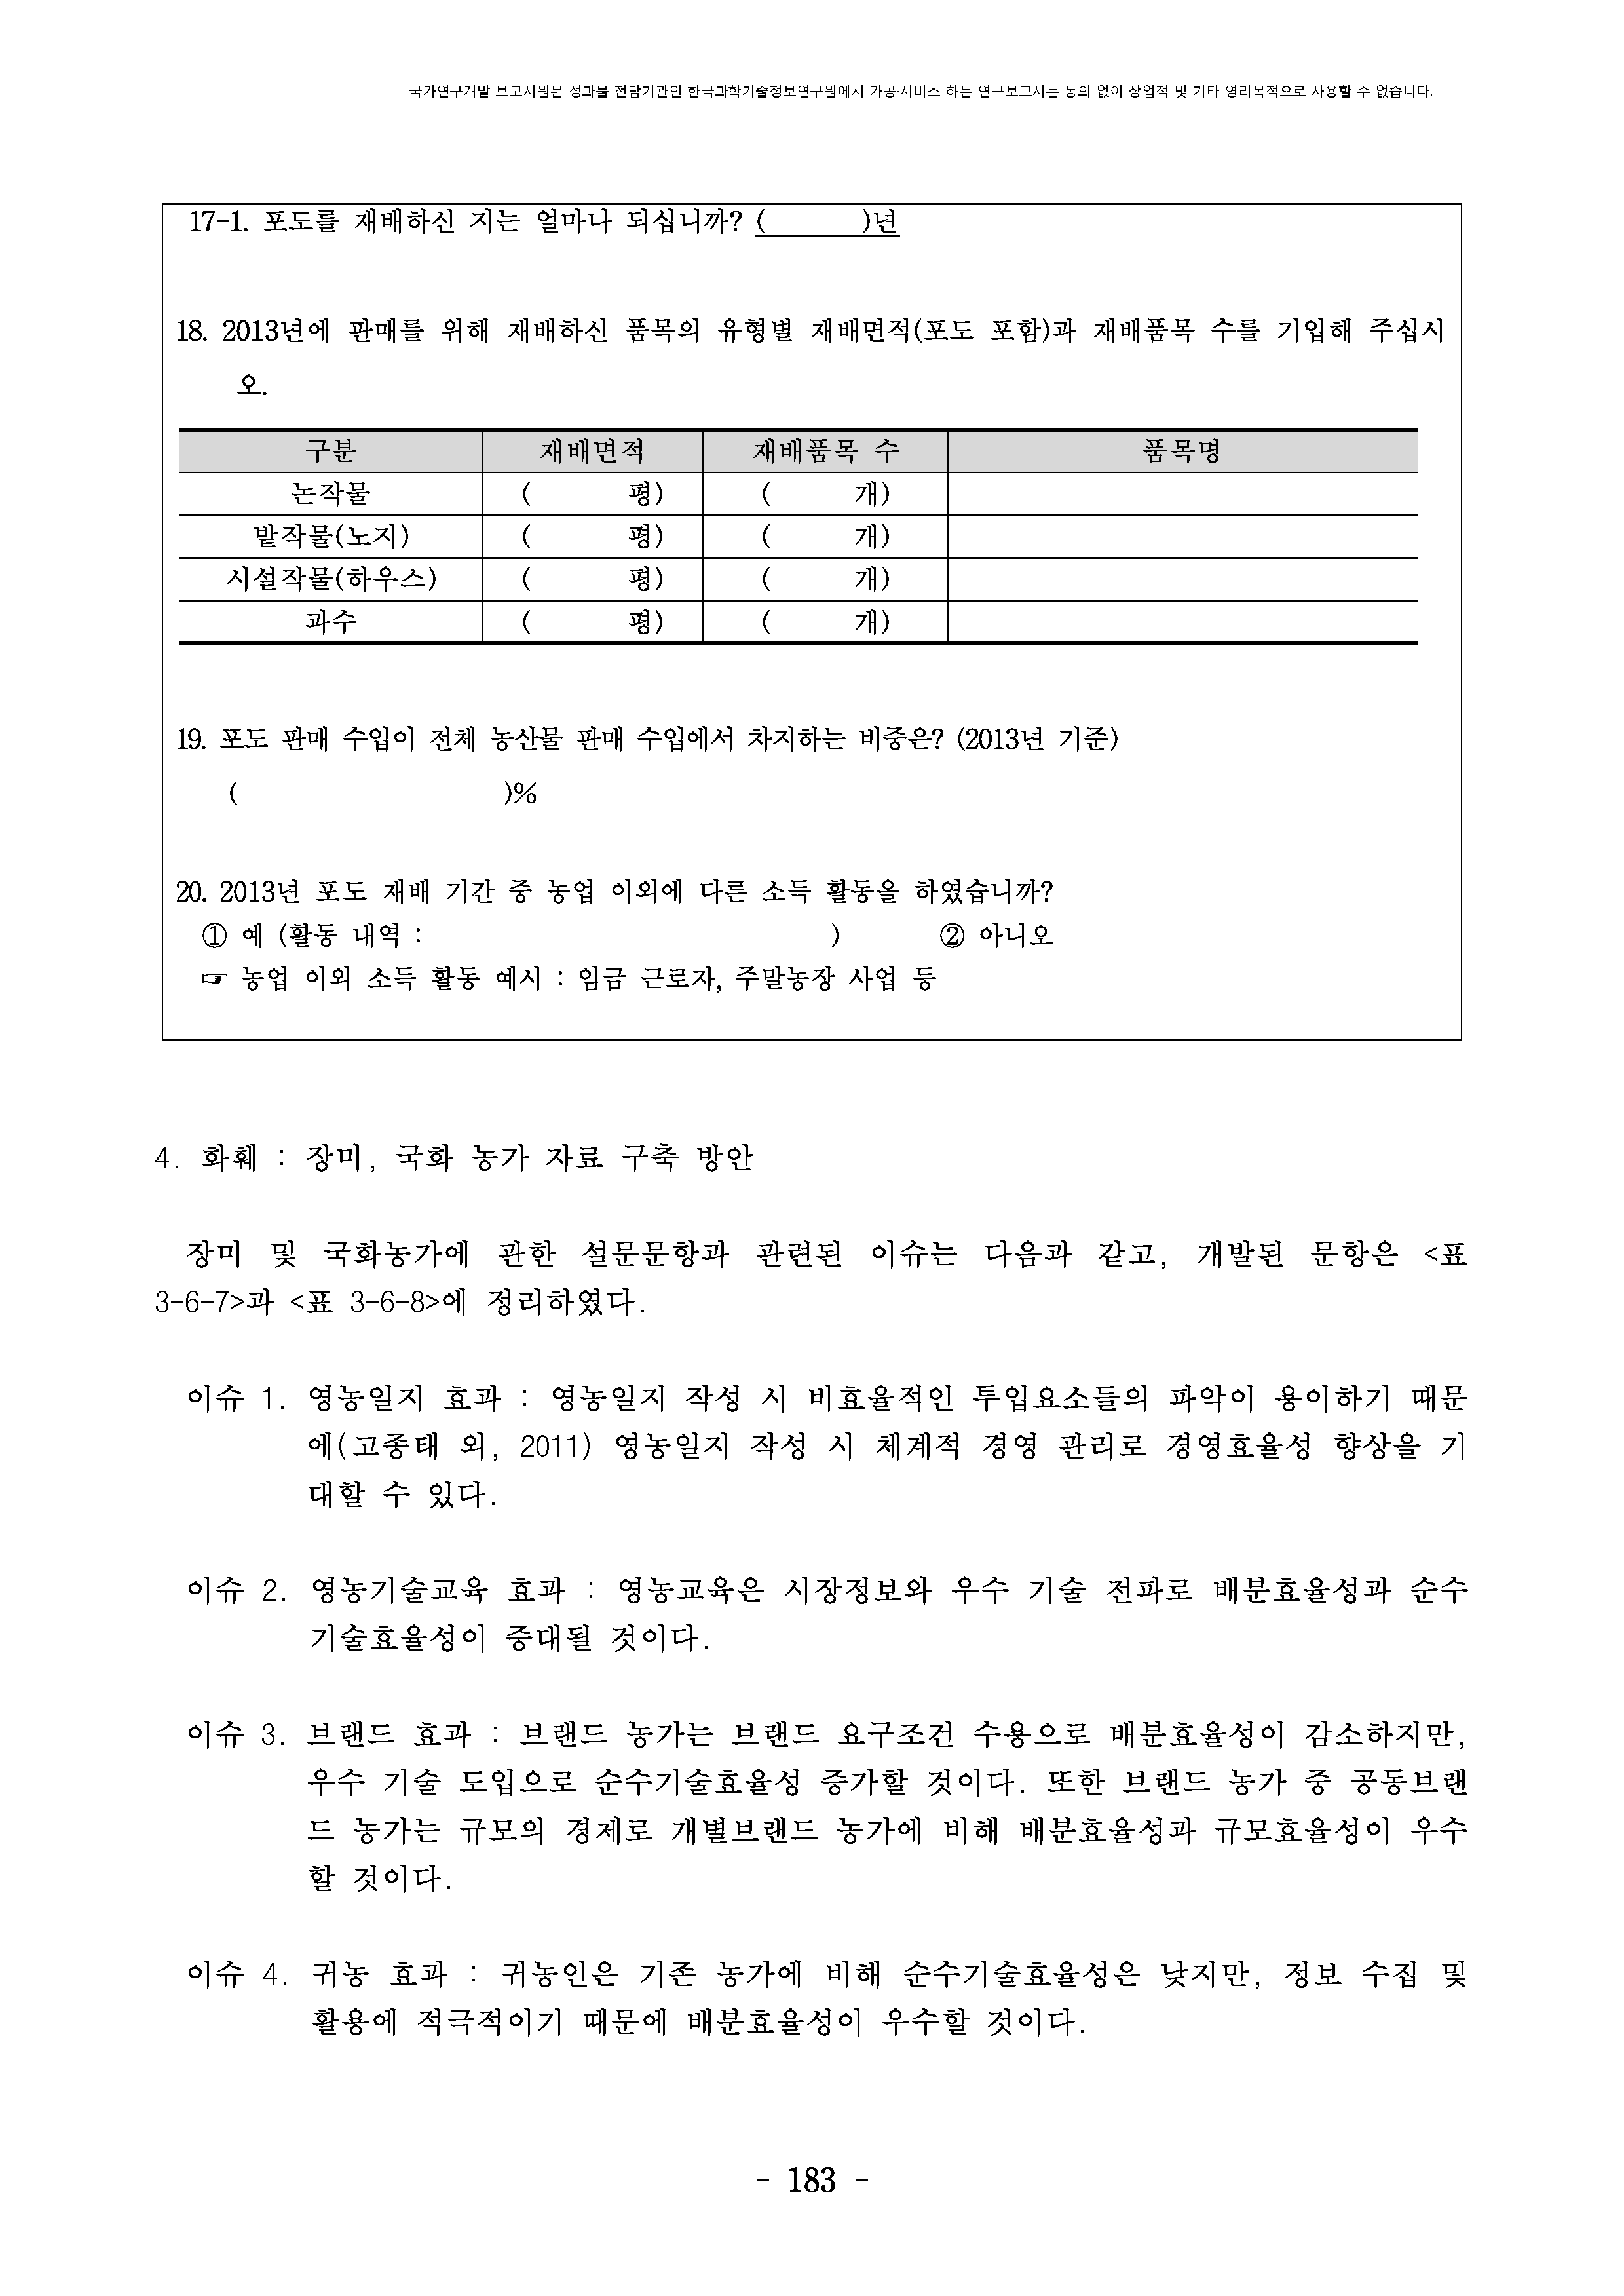 국가연구개발 보고서원문 성과물 전담기관인 한국과학기술정보연구원에서 가공·서비스 하는 연구보고서는 동의 없이 상업적 및 기타 영리목적으로 사용할 수 없습니다.
17-1. 포도를 재배하신 지는 얼마나 되십니까? (          )년
18. 2013년에 판매를 위해 재배하신 품목의 유형별 재배면적(포도 포함)과 재배품목 수를 기입해 주십시
오.
구분 재배면적 재배품목 수 품목명
논작물 (          평) (          개)
밭작물(노지) (          평) (          개)
시설작물(하우스) (          평) (          개)
과수 (          평) (          개)
19. 포도 판매 수입이 전체 농산물 판매 수입에서 차지하는 비중은? (2013년 기준)
(                    )%
20. 2013년 포도 재배 기간 중 농업 이외에 다른 소득 활동을 하였습니까?
① 예 (활동 내역 :                                ) ② 아니오
☞ 농업 이외 소득 활동 예시 : 임금 근로자, 주말농장 사업 등
4. 화훼 : 장미, 국화 농가 자료 구축 방안
장미 및 국화농가에 관한 설문문항과 관련된 이슈는 다음과 같고, 개발된 문항은 <표
3-6-7>과 <표 3-6-8>에 정리하였다.
이슈 1. 영농일지 효과 : 영농일지 작성 시 비효율적인 투입요소들의 파악이 용이하기 때문
에(고종태 외, 2011) 영농일지 작성 시 체계적 경영 관리로 경영효율성 향상을 기
대할 수 있다.
이슈 2. 영농기술교육 효과 : 영농교육은 시장정보와 우수 기술 전파로 배분효율성과 순수
기술효율성이 증대될 것이다.
이슈 3. 브랜드 효과 : 브랜드 농가는 브랜드 요구조건 수용으로 배분효율성이 감소하지만,
우수 기술 도입으로 순수기술효율성 증가할 것이다. 또한 브랜드 농가 중 공동브랜
드 농가는 규모의 경제로 개별브랜드 농가에 비해 배분효율성과 규모효율성이 우수
할 것이다.
이슈 4. 귀농 효과 : 귀농인은 기존 농가에 비해 순수기술효율성은 낮지만, 정보 수집 및
활용에 적극적이기 때문에 배분효율성이 우수할 것이다.
- 183 -